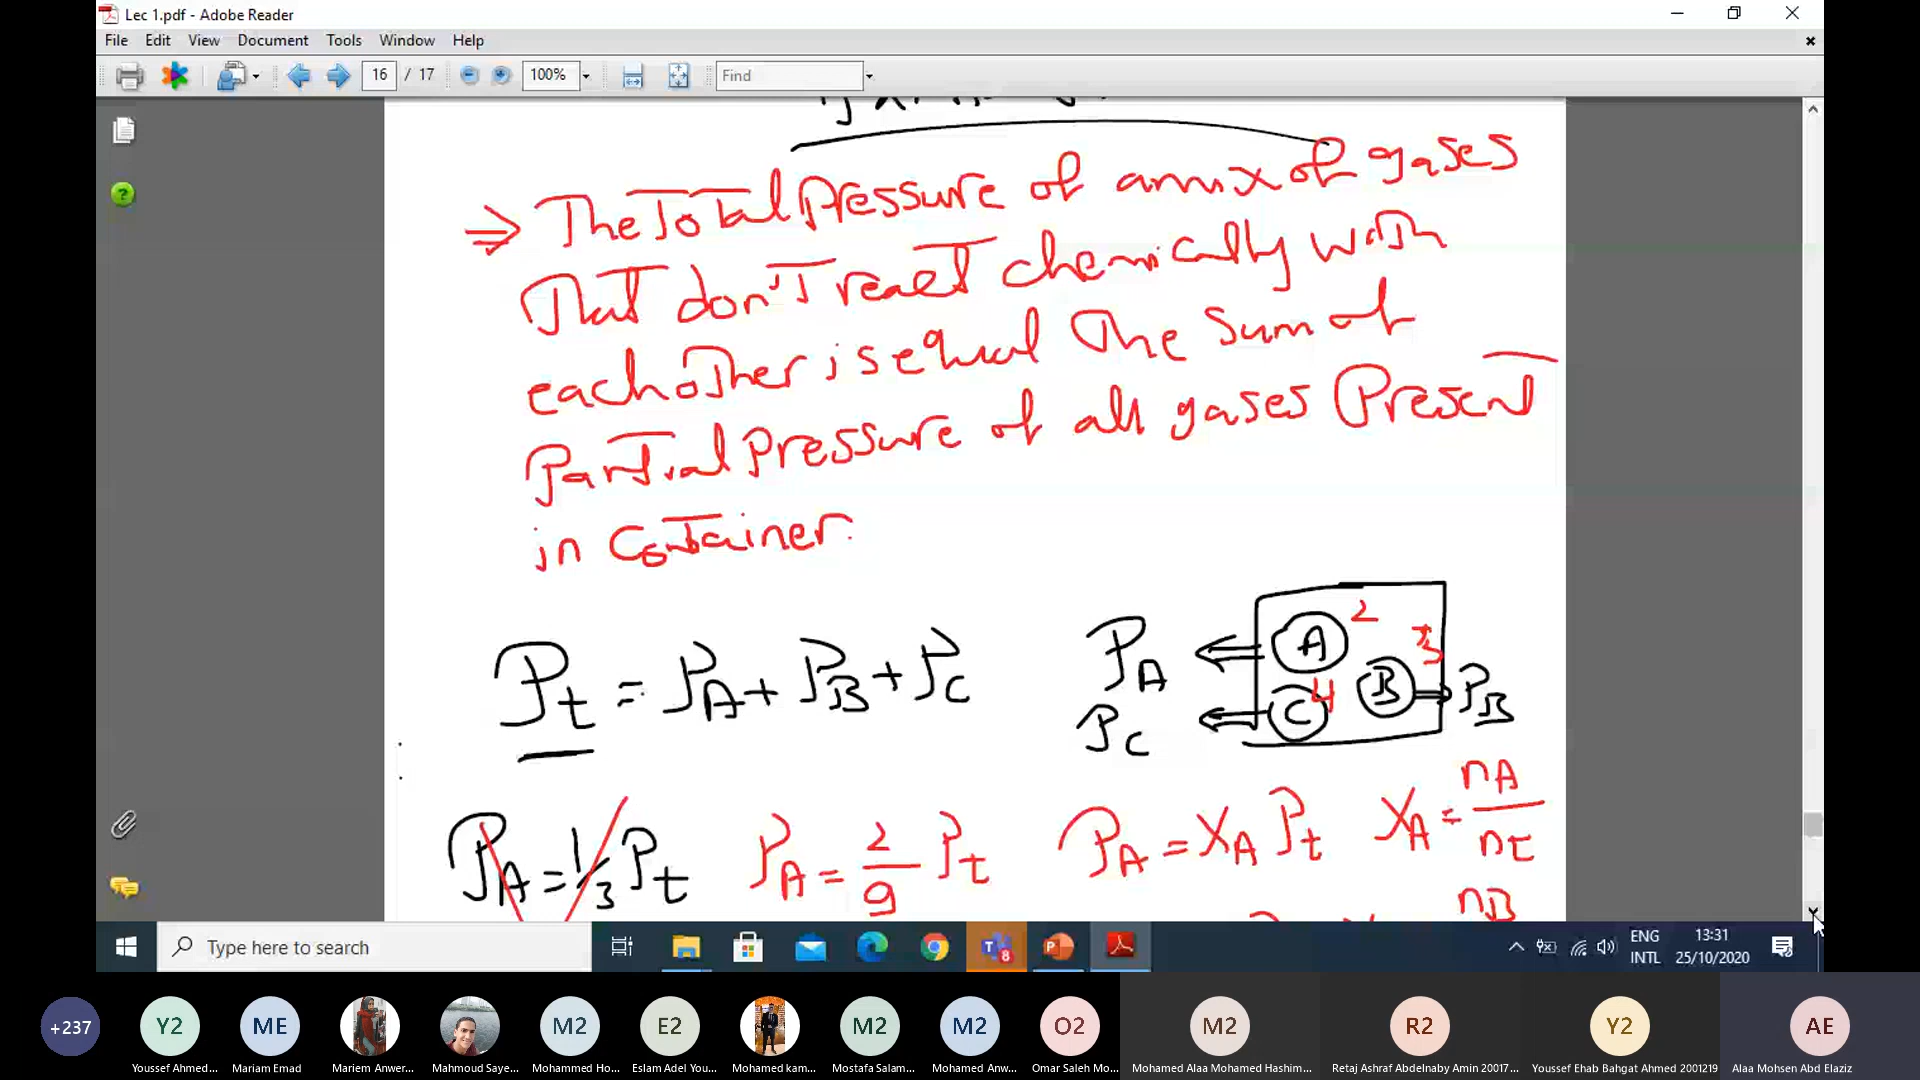 Lec 1.pdf - Adobe Reader
File Edit View Document Tools Window Help
16 / 17 100% Find
⇒ The Total Pressure of a mix of gases
That don't react chemically with
each other is equal The sum of
Partial Pressure of all gases Present
in Container.
Pt = PA + PB + PC
PA A 2 3
PC C 4 B PB
PA = 1/3 Pt PA = 2/9 Pt PA = XA Pt XA = nA/nt
nB
Type here to search
8
ENG 13:31
INTL 25/10/2020
+237 Y2 ME M2 E2 M2 M2 O2 M2 R2 Y2 AE
Youssef Ahmed... Mariam Emad Mariem Anwer... Mahmoud Saye... Mohammed Ho... Eslam Adel You... Mohamed kam... Mostafa Salam... Mohamed Anw... Omar Saleh Mo... Mohamed Alaa Mohamed Hashim... Retaj Ashraf Abdelnaby Amin 20017... Youssef Ehab Bahgat Ahmed 2001219 Alaa Mohsen Abd Elaziz